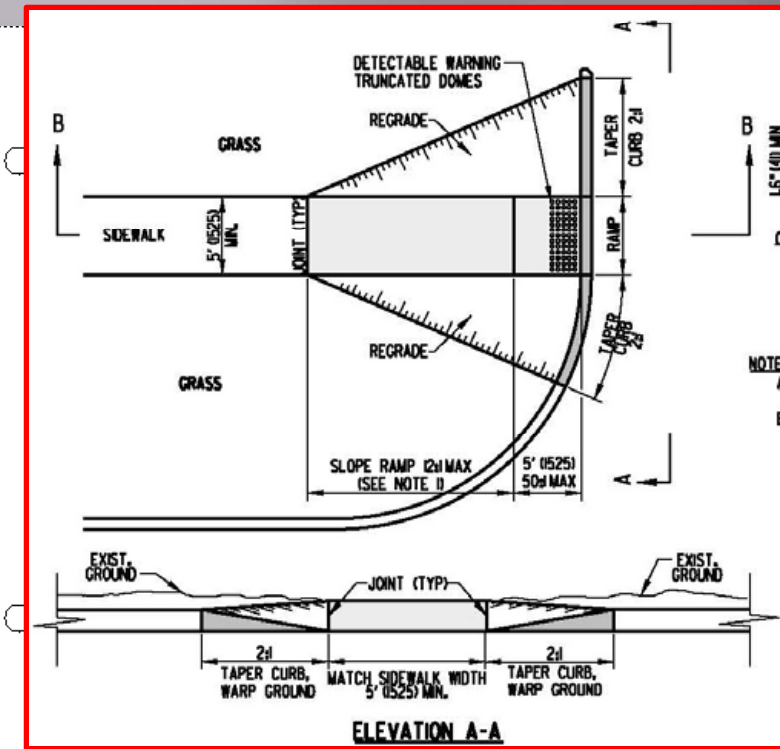 A
DETECTABLE WARNING
TRUNCATED DOMES
REGRADE
B
B
GRASS
TAPER
CURB 2:1
SIDEWALK
5' (1525)
MIN.
JOINT (TYP)
RAMP
REGRADE
TAPER
CURB
2:1
GRASS
NOTE
SLOPE RAMP 12:1 MAX
(SEE NOTE 1)
5' (1525)
50:1 MAX
A
EXIST.
GROUND
JOINT (TYP)
EXIST.
GROUND
2:1
TAPER CURB,
WARP GROUND
MATCH SIDEWALK WIDTH
5' (1525) MIN.
2:1
TAPER CURB,
WARP GROUND
ELEVATION A-A